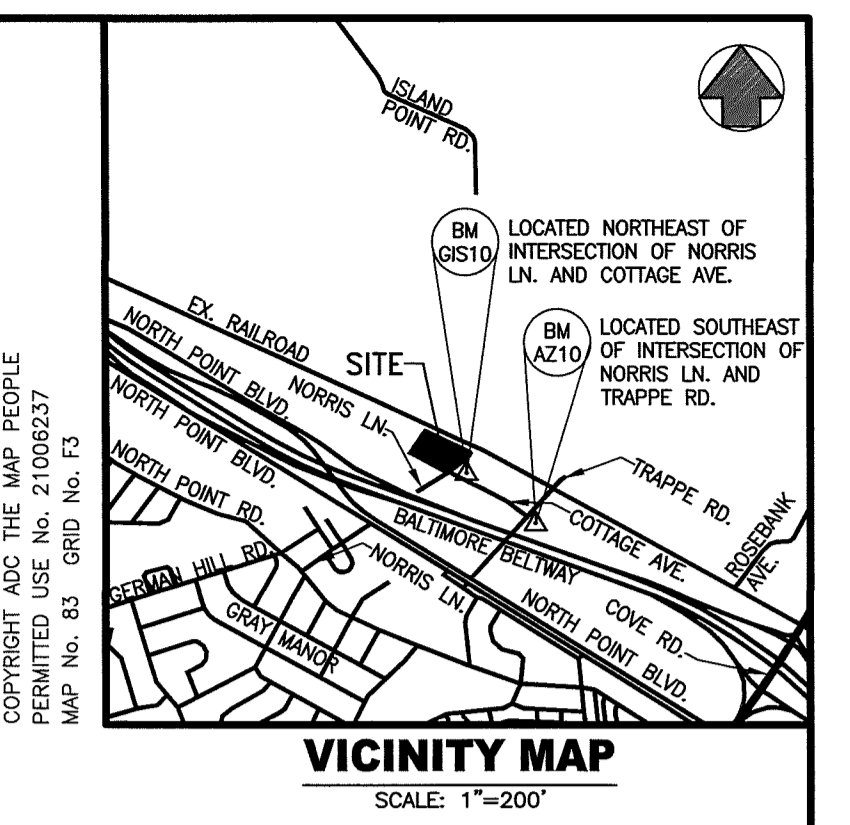 COPYRIGHT ADC THE MAP PEOPLE
PERMITTED USE No. 21006237
MAP No. 83 GRID No. F3
ISLAND
POINT RD.
BM
GIS10
LOCATED NORTHEAST OF
INTERSECTION OF NORRIS
LN. AND COTTAGE AVE.
BM
AZ10
LOCATED SOUTHEAST
OF INTERSECTION OF
NORRIS LN. AND
TRAPPE RD.
EX. RAILROAD
NORTH POINT BLVD.
NORRIS LN.
SITE
NORTH POINT BLVD.
NORTH POINT RD.
TRAPPE RD.
COTTAGE AVE.
ROSEBANK
AVE.
BALTIMORE BELTWAY
GERMAN HILL RD.
NORRIS LN.
GRAY MANOR
NORTH POINT BLVD.
COVE RD.
VICINITY MAP
SCALE: 1"=200'